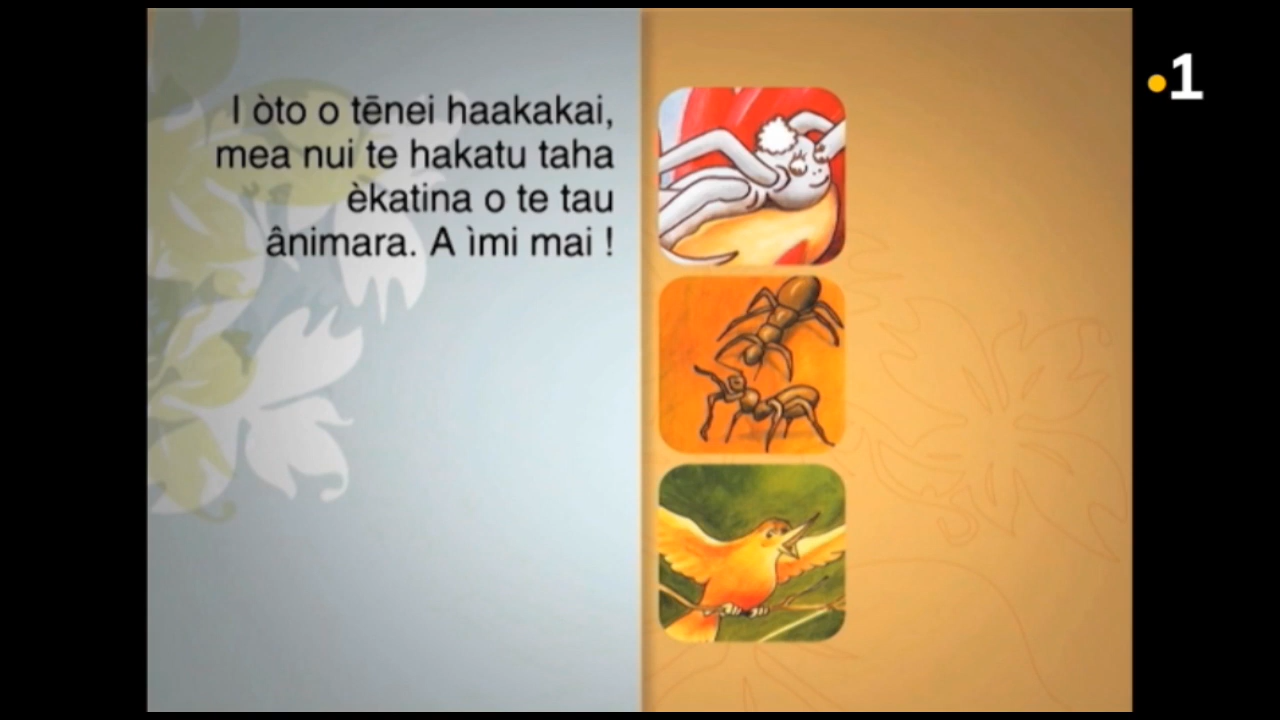 I òto o tēnei haakakai,
mea nui te hakatu taha
èkatina o te tau
ânimara. A ìmi mai !
1